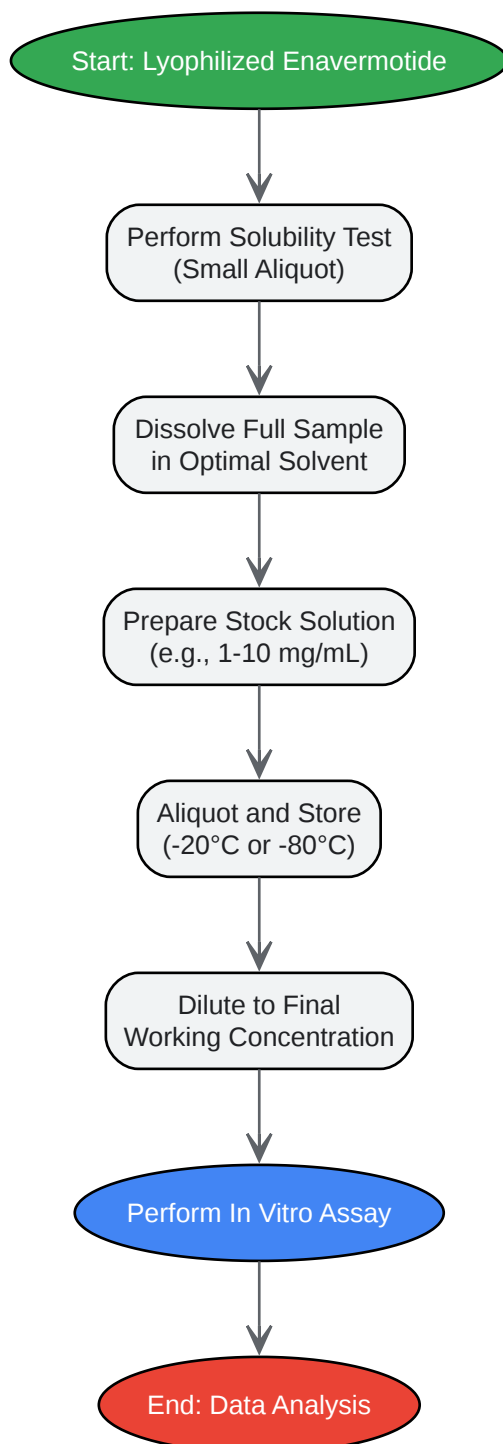 Start: Lyophilized Enavermotide
Perform Solubility Test
(Small Aliquot)
Dissolve Full Sample
in Optimal Solvent
Prepare Stock Solution
(e.g., 1-10 mg/mL)
Aliquot and Store
(-20°C or -80°C)
Dilute to Final
Working Concentration
Perform In Vitro Assay
End: Data Analysis